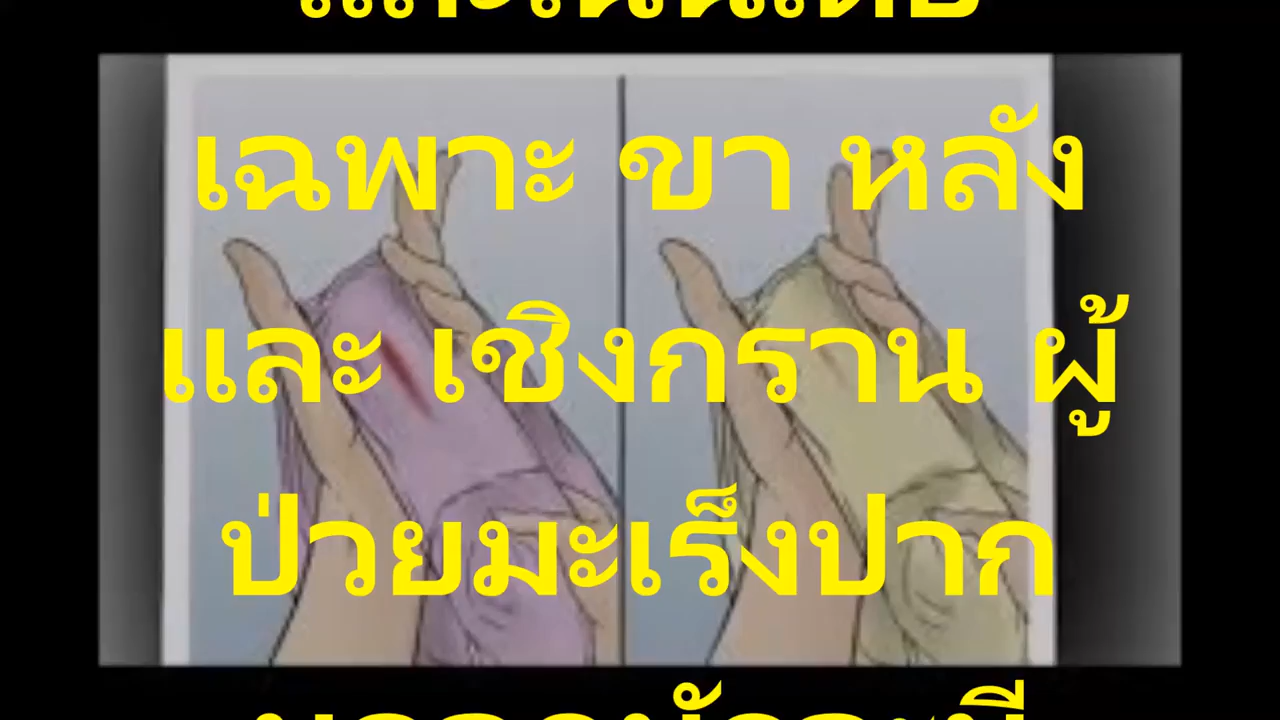 เฉพาะ ขา หลัง
และ เชิงกราน ผู้
ป่วยมะเร็งปาก